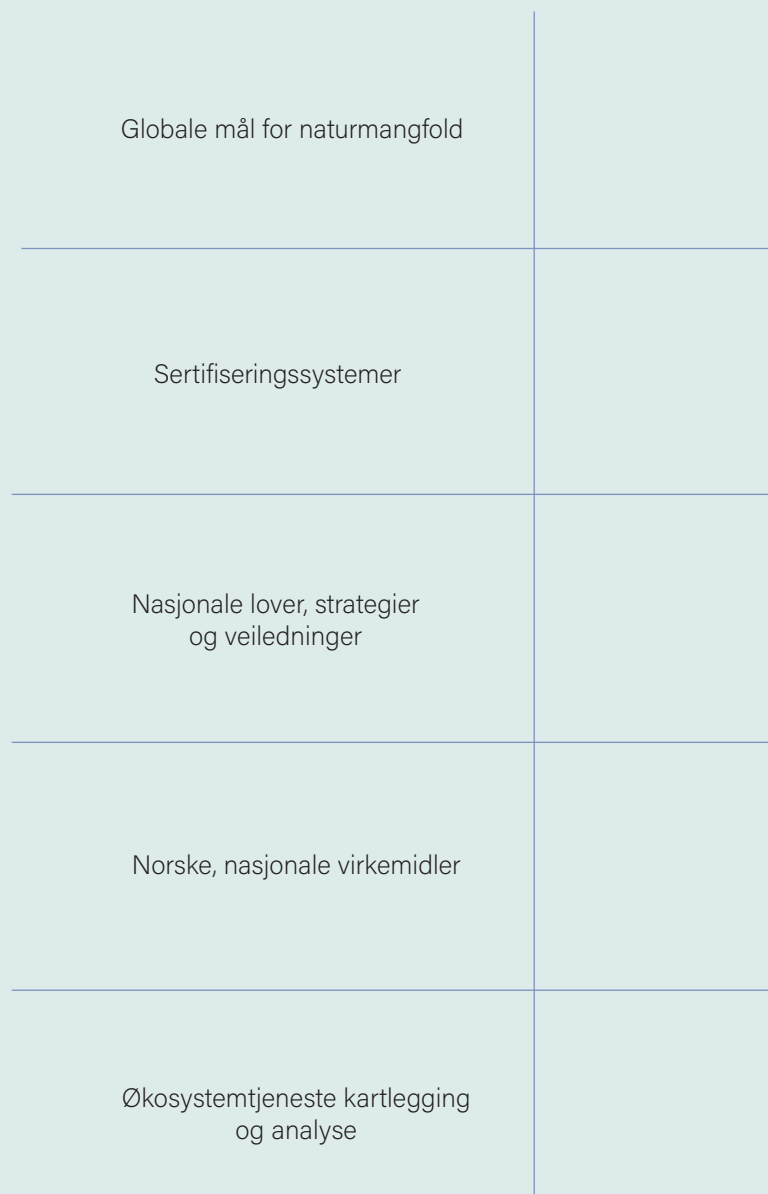 Globale mål for naturmangfold
Sertifiseringssystemer
Nasjonale lover, strategier
og veiledninger
Norske, nasjonale virkemidler
Økosystemtjeneste kartlegging
og analyse